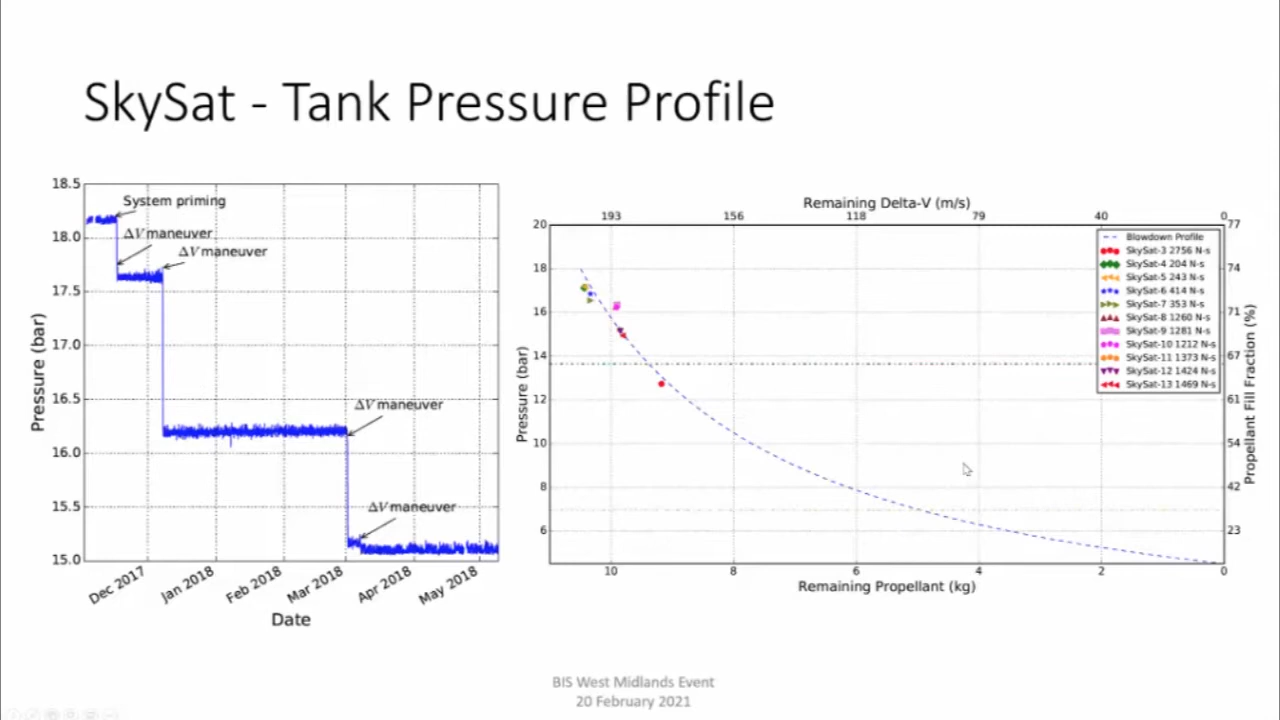 SkySat - Tank Pressure Profile
18.5
18.0
17.5
17.0
16.5
16.0
15.5
15.0
Pressure (bar)
System priming
ΔV maneuver
ΔV maneuver
ΔV maneuver
ΔV maneuver
Dec 2017
Jan 2018
Feb 2018
Mar 2018
Apr 2018
May 2018
Date
Remaining Delta-V (m/s)
193 156 118 79 40 0
20
18
16
14
12
10
8
6
Pressure (bar)
Blowdown Profile
SkySat-3 2756 N-s
SkySat-4 204 N-s
SkySat-5 243 N-s
SkySat-6 414 N-s
SkySat-7 353 N-s
SkySat-8 1260 N-s
SkySat-9 1281 N-s
SkySat-10 1212 N-s
SkySat-11 1373 N-s
SkySat-12 1424 N-s
SkySat-13 1469 N-s
77
74
71
67
61
54
42
23
Propellant Fill Fraction (%)
10 8 6 4 2 0
Remaining Propellant (kg)
BIS West Midlands Event
20 February 2021